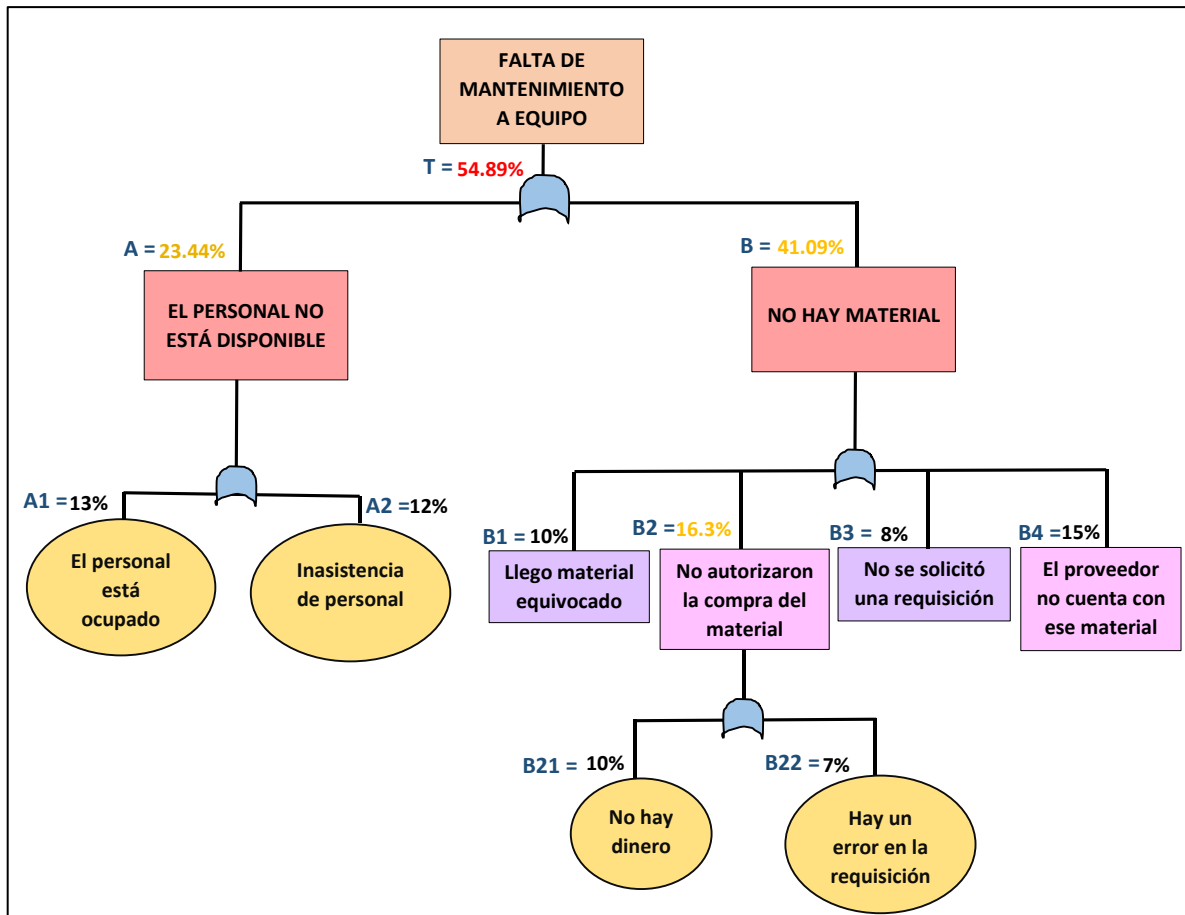 FALTA DE
MANTENIMIENTO
A EQUIPO
T = 54.89%
A = 23.44%
B = 41.09%
EL PERSONAL NO
ESTÁ DISPONIBLE
NO HAY MATERIAL
A1 = 13%
A2 = 12%
B1 = 10%
B2 = 16.3%
B3 = 8%
B4 = 15%
El personal
está
ocupado
Inasistencia
de personal
Llego material
equivocado
No autorizaron
la compra del
material
No se solicitó
una requisición
El proveedor
no cuenta con
ese material
B21 = 10%
B22 = 7%
No hay
dinero
Hay un
error en la
requisición